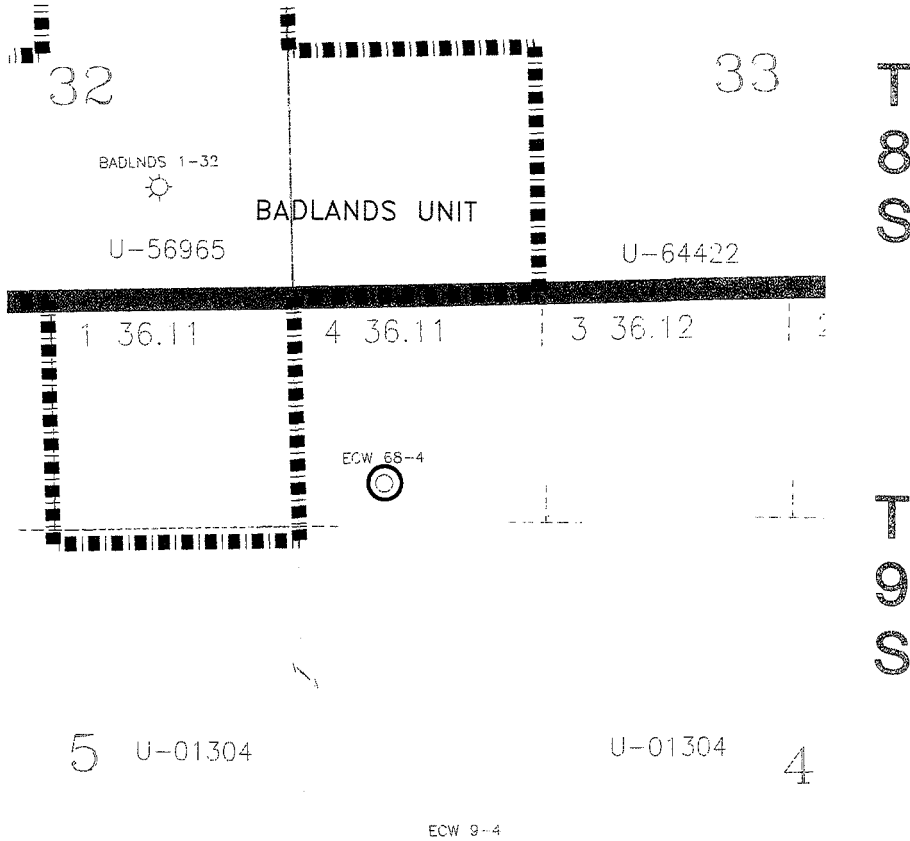 32
33
T
8
S
BADLNDS 1-32
BADLANDS UNIT
U-56965
U-64422
1 36.11
4 36.11
3 36.12
ECW 68-4
T
9
S
5
U-01304
U-01304
4
ECW 9-4